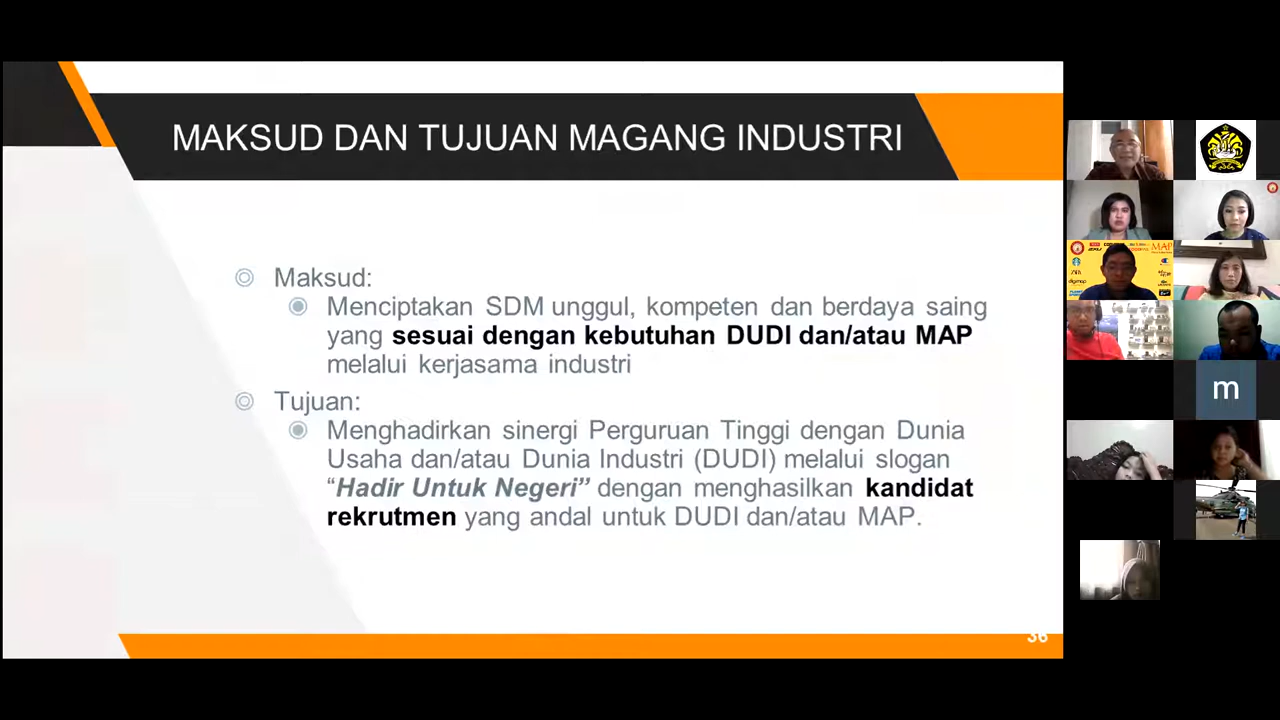 MAKSUD DAN TUJUAN MAGANG INDUSTRI
Maksud:
Menciptakan SDM unggul, kompeten dan berdaya saing
yang sesuai dengan kebutuhan DUDI dan/atau MAP
melalui kerjasama industri
Tujuan:
Menghadirkan sinergi Perguruan Tinggi dengan Dunia
Usaha dan/atau Dunia Industri (DUDI) melalui slogan
“Hadir Untuk Negeri” dengan menghasilkan kandidat
rekrutmen yang andal untuk DUDI dan/atau MAP.
36
MAP
m